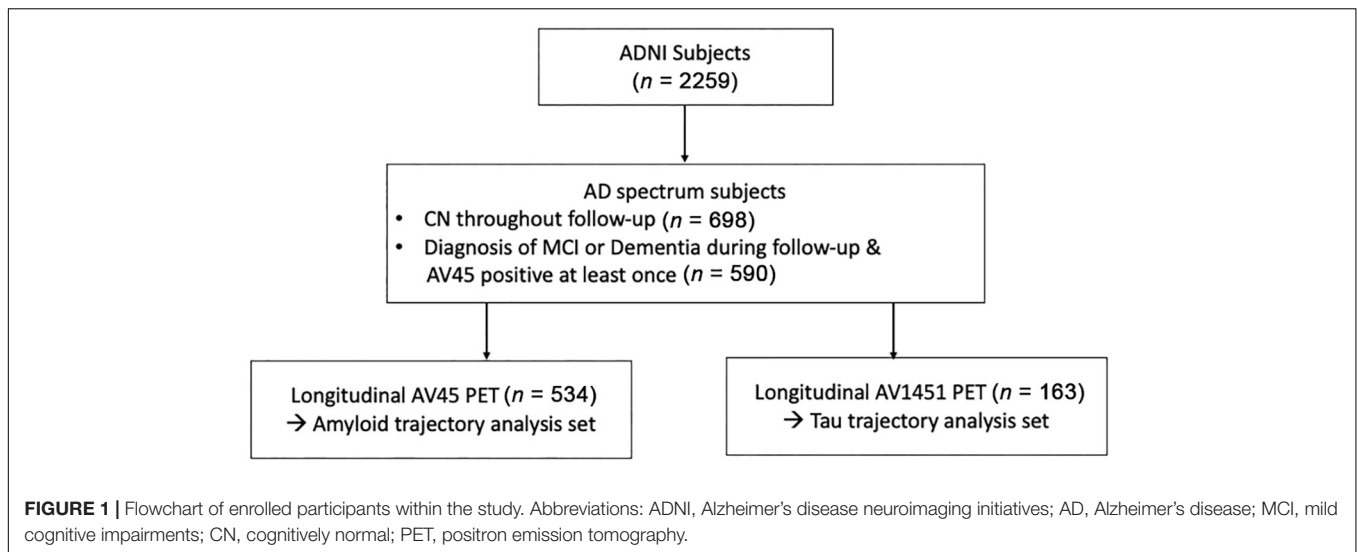 ADNI Subjects
(n = 2259)
AD spectrum subjects
• CN throughout follow-up (n = 698)
• Diagnosis of MCI or Dementia during follow-up &
AV45 positive at least once (n = 590)
Longitudinal AV45 PET (n = 534)
→ Amyloid trajectory analysis set
Longitudinal AV1451 PET (n = 163)
→ Tau trajectory analysis set
FIGURE 1 | Flowchart of enrolled participants within the study. Abbreviations: ADNI, Alzheimer's disease neuroimaging initiatives; AD, Alzheimer's disease; MCI, mild
cognitive impairments; CN, cognitively normal; PET, positron emission tomography.